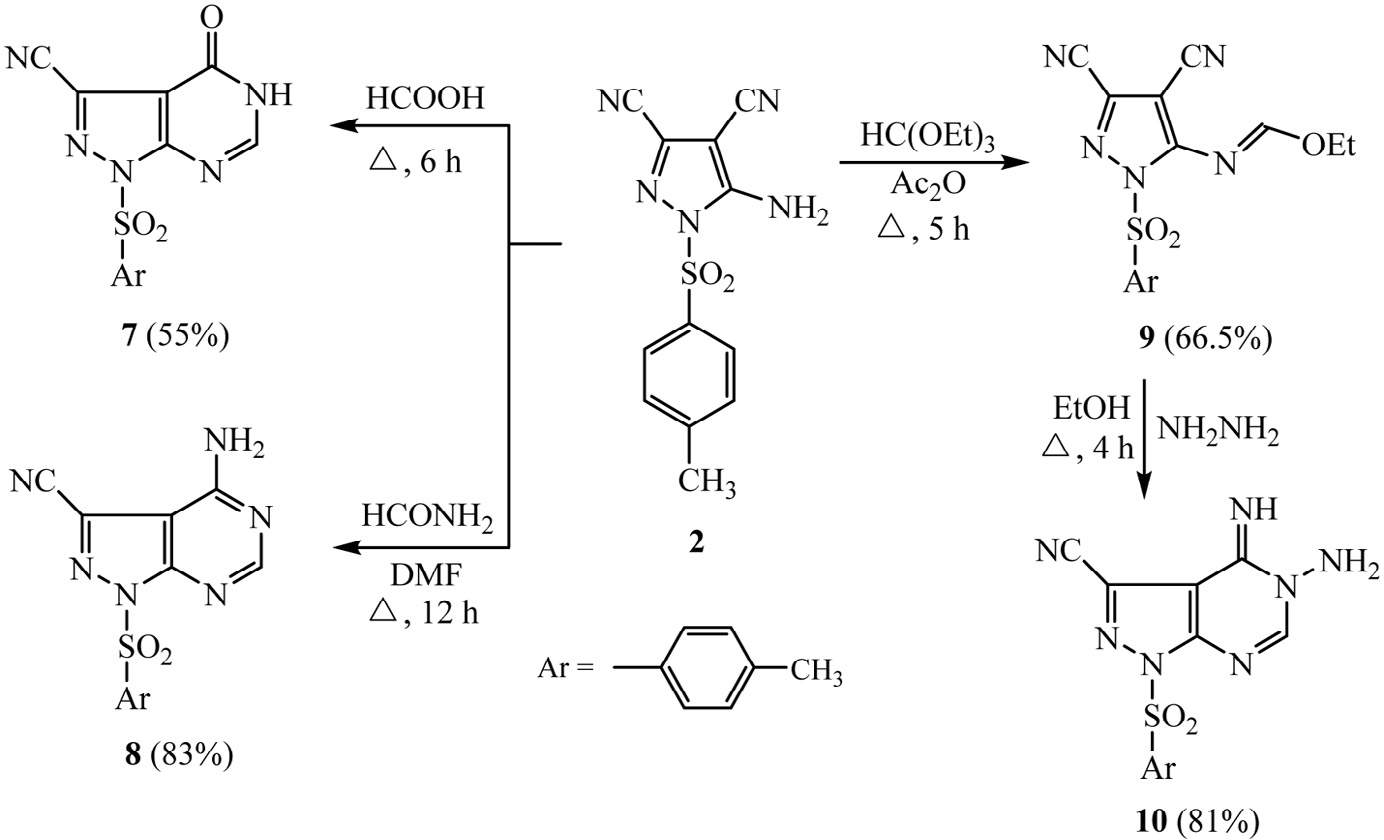 O
NC
NH
N
N
N
SO₂
Ar
7 (55%)
HCOOH
△, 6 h
NC
CN
N
N
NH₂
SO₂
CH₃
2
HC(OEt)₃
Ac₂O
△, 5 h
NC
CN
N
N
N
OEt
SO₂
Ar
9 (66.5%)
EtOH
△, 4 h
NH₂NH₂
NH₂
NC
N
N
N
N
SO₂
Ar
8 (83%)
HCONH₂
DMF
△, 12 h
Ar =
CH₃
NH
NC
N
NH₂
N
N
N
SO₂
Ar
10 (81%)